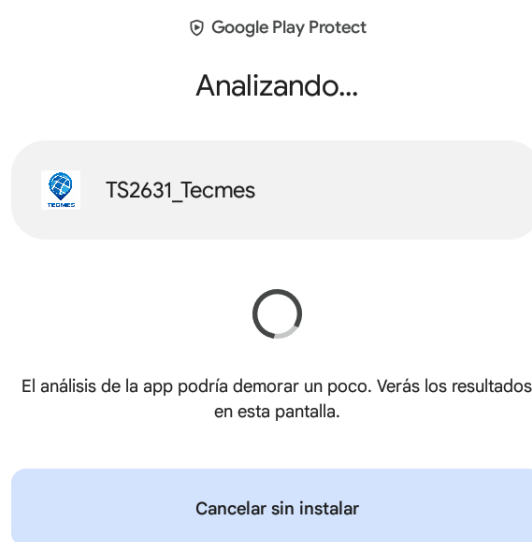 Google Play Protect
Analizando...
TECMES
TS2631_Tecmes
El análisis de la app podría demorar un poco. Verás los resultados
en esta pantalla.
Cancelar sin instalar